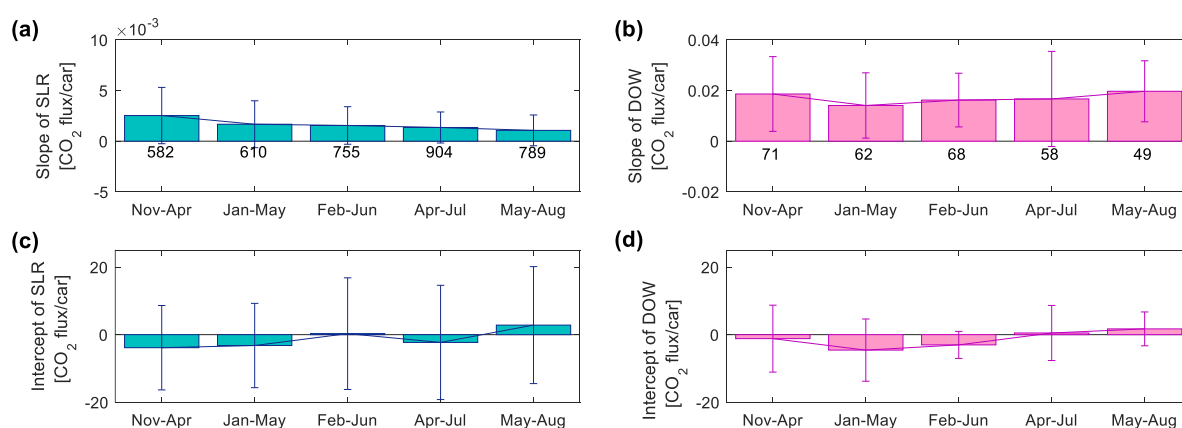 (a)
×10⁻³
Slope of SLR
[CO₂ flux/car]
10
5
0
-5
582 610 755 904 789
Nov-Apr Jan-May Feb-Jun Apr-Jul May-Aug
(b)
Slope of DOW
[CO₂ flux/car]
0.04
0.02
0
-0.02
71 62 68 58 49
Nov-Apr Jan-May Feb-Jun Apr-Jul May-Aug
(c)
Intercept of SLR
[CO₂ flux/car]
20
0
-20
Nov-Apr Jan-May Feb-Jun Apr-Jul May-Aug
(d)
Intercept of DOW
[CO₂ flux/car]
20
0
-20
Nov-Apr Jan-May Feb-Jun Apr-Jul May-Aug